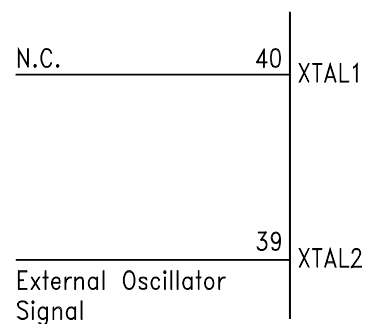 N.C.
40
XTAL1
39
XTAL2
External Oscillator
Signal